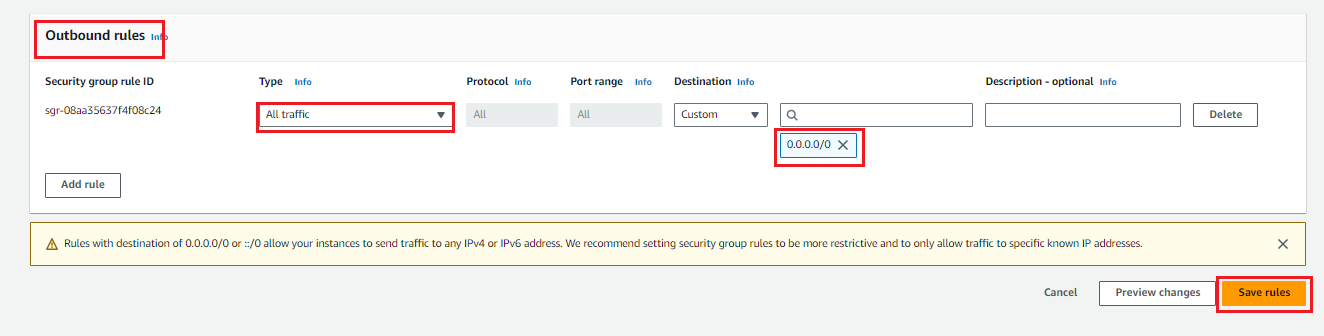 Outbound rules Info
Security group rule ID Type Info Protocol Info Port range Info Destination Info Description - optional Info
sgr-08aa35637f4f08c24 All traffic All All Custom Delete
0.0.0.0/0
Add rule
Rules with destination of 0.0.0.0/0 or ::/0 allow your instances to send traffic to any IPv4 or IPv6 address. We recommend setting security group rules to be more restrictive and to only allow traffic to specific known IP addresses.
Cancel Preview changes Save rules